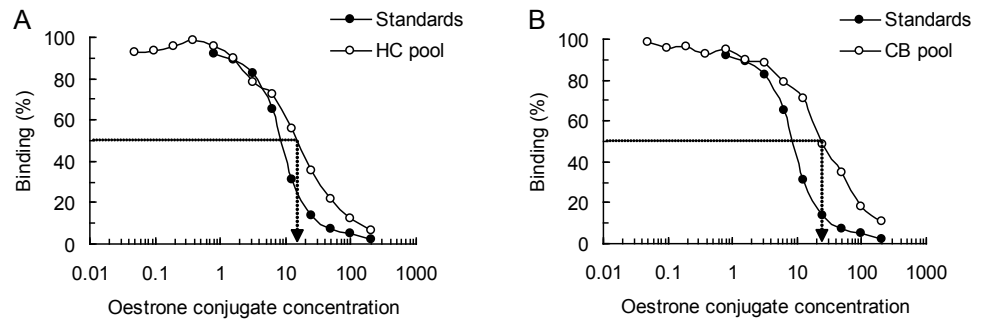 A
Standards
HC pool
Binding (%)
100
80
60
40
20
0
0.01 0.1 1 10 100 1000
Oestrone conjugate concentration
B
Standards
CB pool
Binding (%)
100
80
60
40
20
0
0.01 0.1 1 10 100 1000
Oestrone conjugate concentration